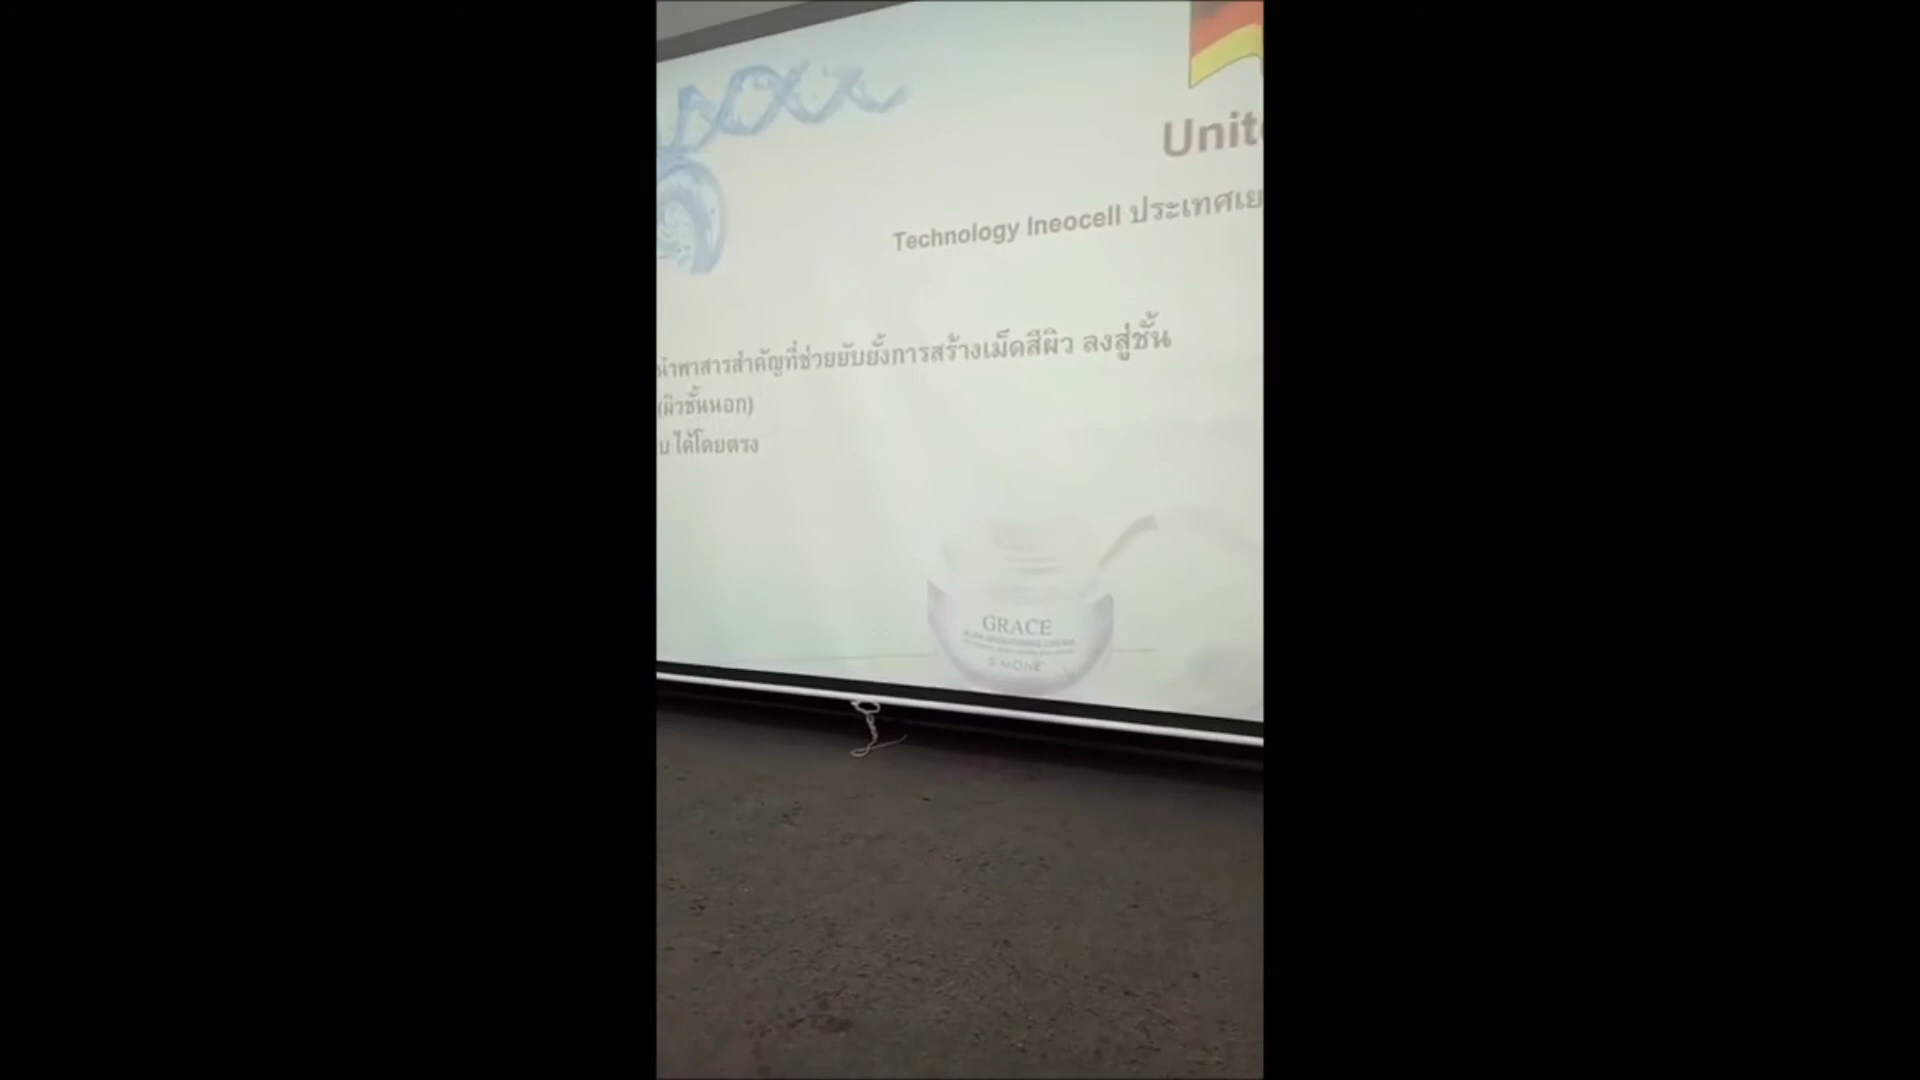 Technology Ineocell ประเทศเย
นำพาสารสำคัญที่ช่วยยับยั้งการสร้างเม็ดสีผิว ลงสู่ชั้น
(ผิวชั้นนอก)
ได้โดยตรง
GRACE